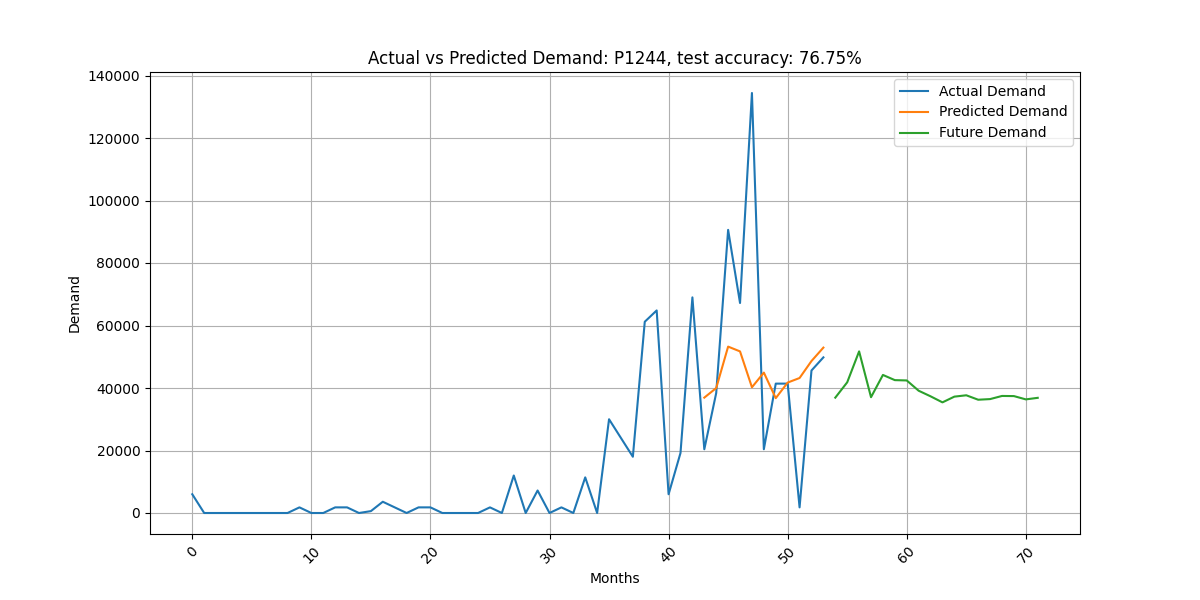 Actual vs Predicted Demand: P1244, test accuracy: 76.75%
Actual Demand
Predicted Demand
Future Demand
140000
120000
100000
80000
60000
40000
20000
0
Demand
0
10
20
30
40
50
60
70
Months